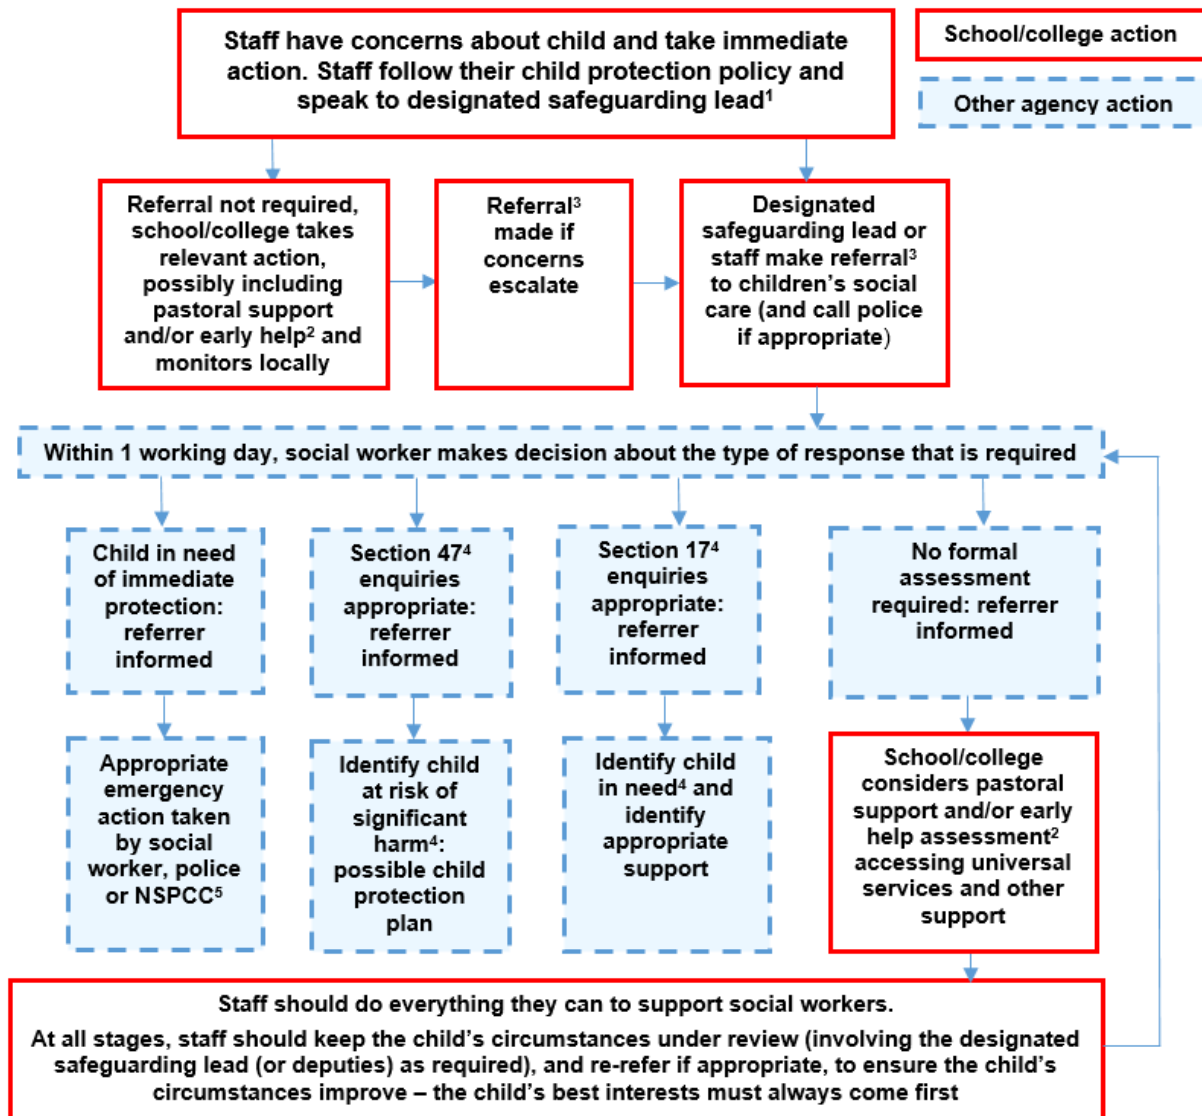 Staff have concerns about child and take immediate
action. Staff follow their child protection policy and
speak to designated safeguarding lead¹
School/college action
Other agency action
Referral not required,
school/college takes
relevant action,
possibly including
pastoral support
and/or early help² and
monitors locally
Referral³
made if
concerns
escalate
Designated
safeguarding lead or
staff make referral³
to children’s social
care (and call police
if appropriate)
Within 1 working day, social worker makes decision about the type of response that is required
Child in need
of immediate
protection:
referrer
informed
Section 47⁴
enquiries
appropriate:
referrer
informed
Section 17⁴
enquiries
appropriate:
referrer
informed
No formal
assessment
required: referrer
informed
Appropriate
emergency
action taken
by social
worker, police
or NSPCC⁵
Identify child
at risk of
significant
harm⁴:
possible child
protection
plan
Identify child
in need⁴ and
identify
appropriate
support
School/college
considers pastoral
support and/or early
help assessment²
accessing universal
services and other
support
Staff should do everything they can to support social workers.
At all stages, staff should keep the child’s circumstances under review (involving the designated
safeguarding lead (or deputies) as required), and re-refer if appropriate, to ensure the child’s
circumstances improve – the child’s best interests must always come first